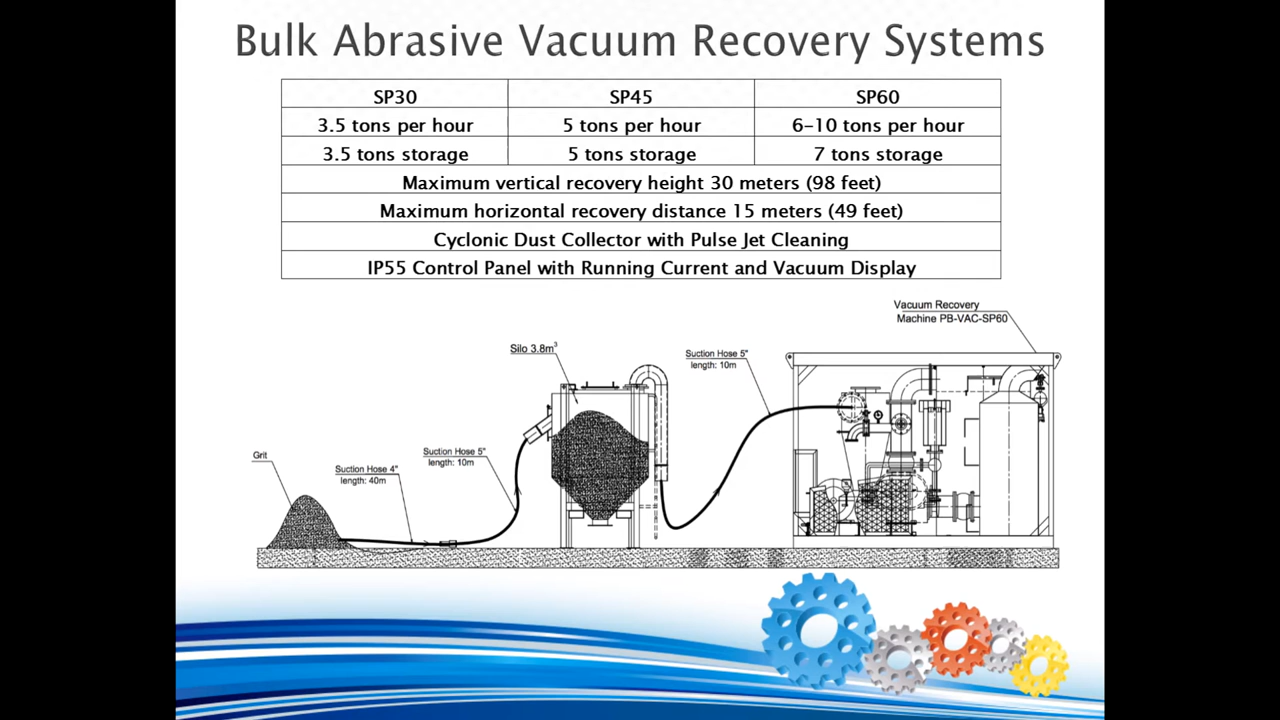 Bulk Abrasive Vacuum Recovery Systems
SP30 SP45 SP60
3.5 tons per hour 5 tons per hour 6-10 tons per hour
3.5 tons storage 5 tons storage 7 tons storage
Maximum vertical recovery height 30 meters (98 feet)
Maximum horizontal recovery distance 15 meters (49 feet)
Cyclonic Dust Collector with Pulse Jet Cleaning
IP55 Control Panel with Running Current and Vacuum Display
Vacuum Recovery
Machine PB-VAC-SP60
Silo 3.8m³
Suction Hose 5"
length: 10m
Grit
Suction Hose 4"
length: 40m
Suction Hose 5"
length: 10m